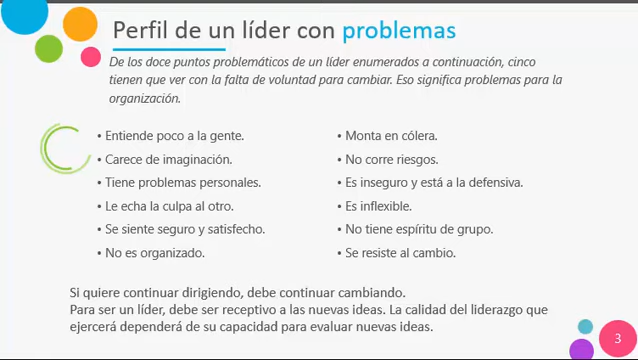 Perfil de un líder con problemas
De los doce puntos problemáticos de un líder enumerados a continuación, cinco
tienen que ver con la falta de voluntad para cambiar. Eso significa problemas para la
organización.
• Entiende poco a la gente.
• Carece de imaginación.
• Tiene problemas personales.
• Le echa la culpa al otro.
• Se siente seguro y satisfecho.
• No es organizado.
• Monta en cólera.
• No corre riesgos.
• Es inseguro y está a la defensiva.
• Es inflexible.
• No tiene espíritu de grupo.
• Se resiste al cambio.
Si quiere continuar dirigiendo, debe continuar cambiando.
Para ser un líder, debe ser receptivo a las nuevas ideas. La calidad del liderazgo que
ejercerá dependerá de su capacidad para evaluar nuevas ideas.
3